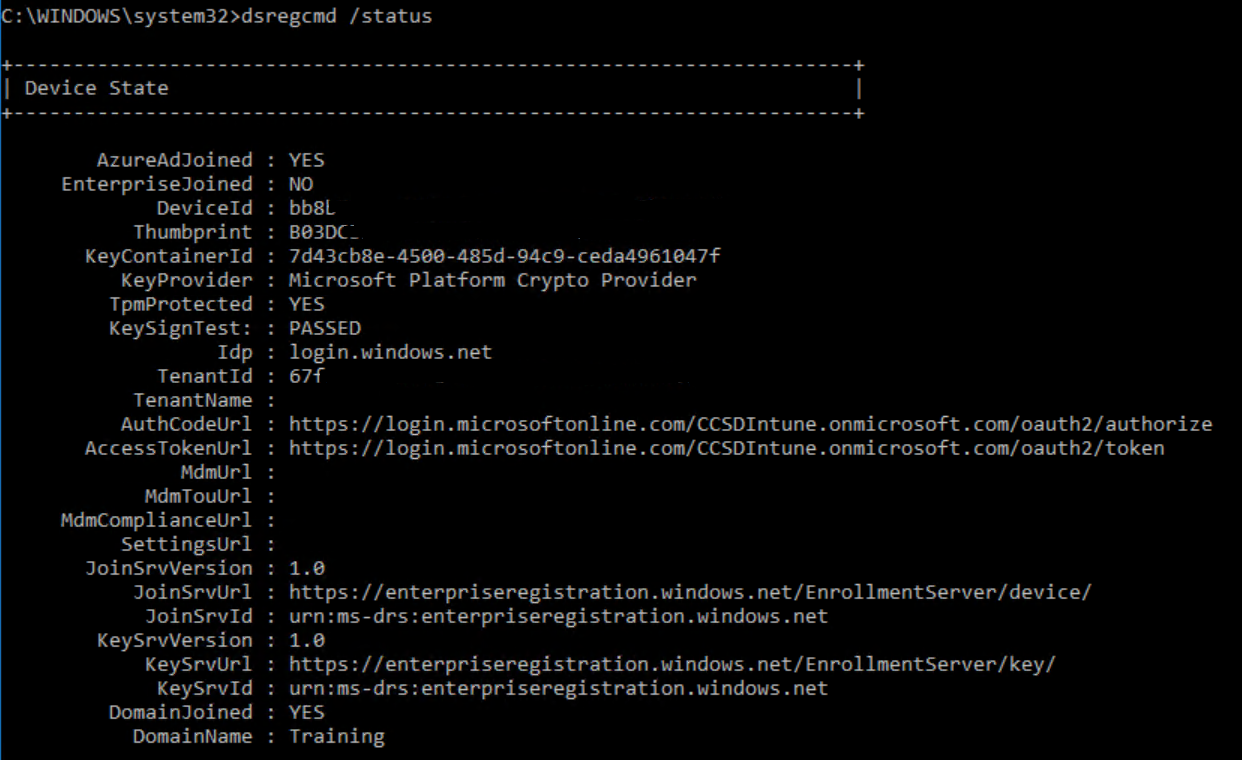 C:\WINDOWS\system32>dsregcmd /status
+----------------------------------------------------------------------+
| Device State                                                         |
+----------------------------------------------------------------------+
AzureAdJoined : YES
EnterpriseJoined : NO
DeviceId :
Thumbprint :
KeyContainerId : 7d43cb8e-4500-485d-94c9-ceda4961047f
KeyProvider : Microsoft Platform Crypto Provider
TpmProtected : YES
KeySignTest: : PASSED
Idp : login.windows.net
TenantId : 67f
TenantName :
AuthCodeUrl : https://login.microsoftonline.com/CCSDIntune.onmicrosoft.com/oauth2/authorize
AccessTokenUrl : https://login.microsoftonline.com/CCSDIntune.onmicrosoft.com/oauth2/token
MdmUrl :
MdmTouUrl :
MdmComplianceUrl :
SettingsUrl :
JoinSrvVersion : 1.0
JoinSrvUrl : https://enterpriseregistration.windows.net/EnrollmentServer/device/
JoinSrvId : urn:ms-drs:enterpriseregistration.windows.net
KeySrvVersion : 1.0
KeySrvUrl : https://enterpriseregistration.windows.net/EnrollmentServer/key/
KeySrvId : urn:ms-drs:enterpriseregistration.windows.net
DomainJoined : YES
DomainName : Training